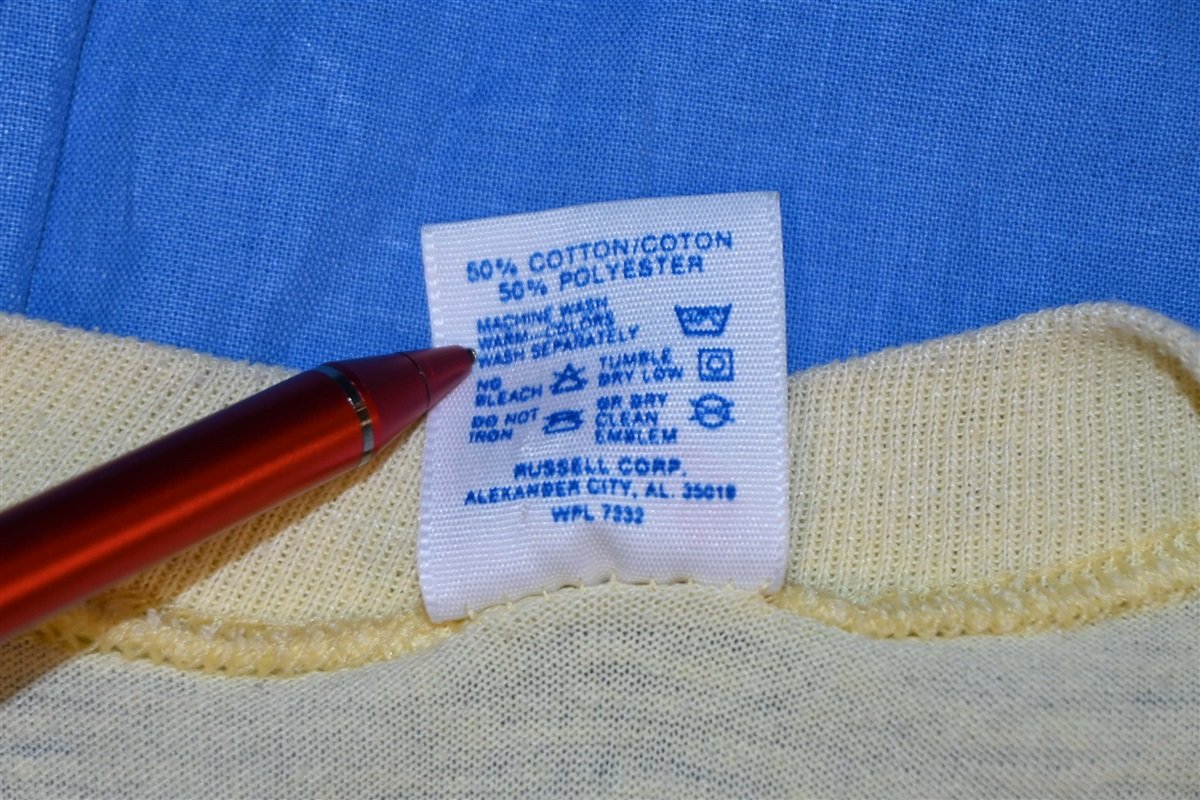 50% COTTON/COTON
50% POLYESTER
MACHINE WASH
WARM-COLORS
WASH SEPARATELY
NO
BLEACH
TUMBLE
DRY LOW
DO NOT
IRON
OR DRY
CLEAN
EMBLEM
RUSSELL CORP.
ALEXANDER CITY, AL. 35010
WPL 7332